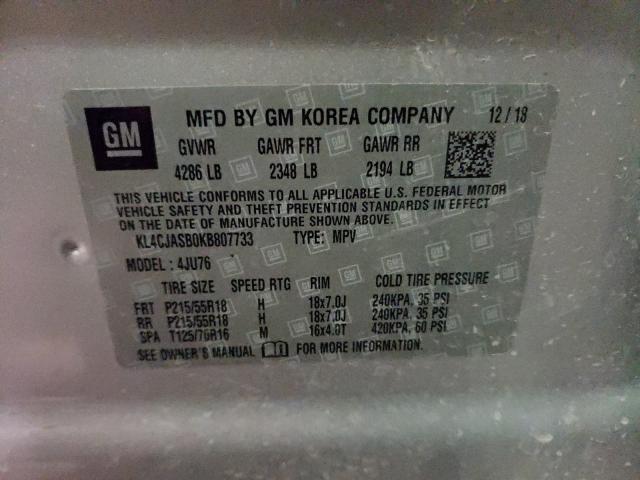 GM
MFD BY GM KOREA COMPANY 12/18
GVWR GAWR FRT GAWR RR
4286 LB 2348 LB 2194 LB
THIS VEHICLE CONFORMS TO ALL APPLICABLE U.S. FEDERAL MOTOR
VEHICLE SAFETY AND THEFT PREVENTION STANDARDS IN EFFECT
ON THE DATE OF MANUFACTURE SHOWN ABOVE.
KL4CJASB0KB807733 TYPE: MPV
MODEL: 4JU76
TIRE SIZE SPEED RTG RIM COLD TIRE PRESSURE
FRT P215/55R18 H 18x7.0J 240KPA, 35 PSI
RR P215/55R18 H 18x7.0J 240KPA, 35 PSI
SPA T125/70R16 M 16x4.0T 420KPA, 60 PSI
SEE OWNER'S MANUAL FOR MORE INFORMATION.